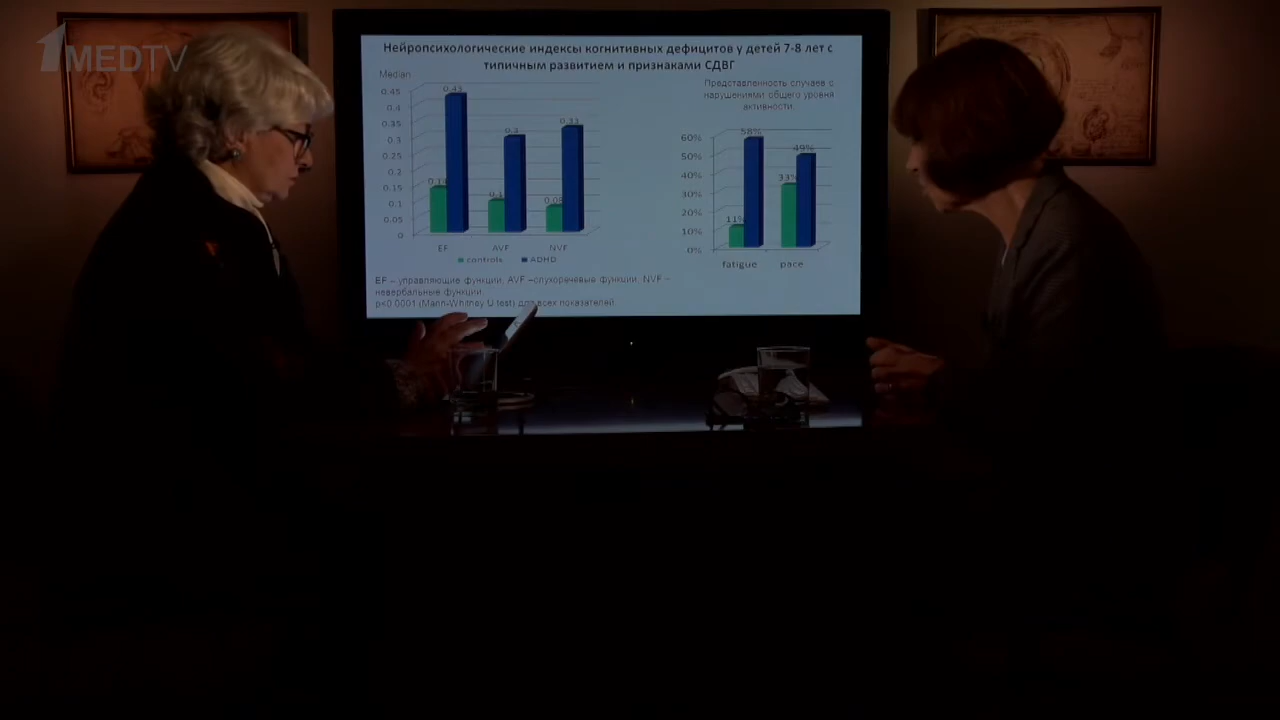 1MEDTV
Нейропсихологические индексы когнитивных дефицитов у детей 7-8 лет с
типичным развитием и признаками СДВГ
Median
0.45
0.4
0.35
0.3
0.25
0.2
0.15
0.1
0.05
0
0.43
0.3
0.33
EF
AVF
NVF
controls
ADHD
Представленность случаев с
нарушениями общего уровня
активности
60%
50%
40%
30%
20%
10%
0%
11%
58%
33%
49%
fatigue
pace
EF – управляющие функции, AVF –слухоречевые функции, NVF –
невербальные функции.
p<0.0001 (Mann-Whitney U test) для всех показателей